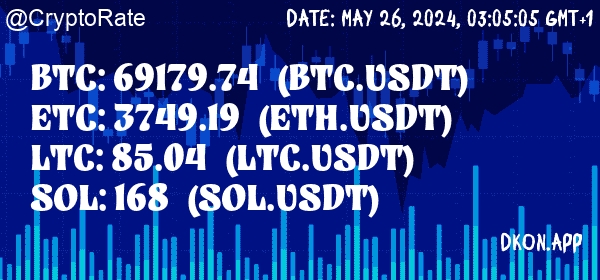 @CryptoRate
DATE: MAY 26, 2024, 03:05:05 GMT+1
BTC: 69179.74 (BTC.USDT)
ETC: 3749.19 (ETH.USDT)
LTC: 85.04 (LTC.USDT)
SOL: 168 (SOL.USDT)
DKON.APP